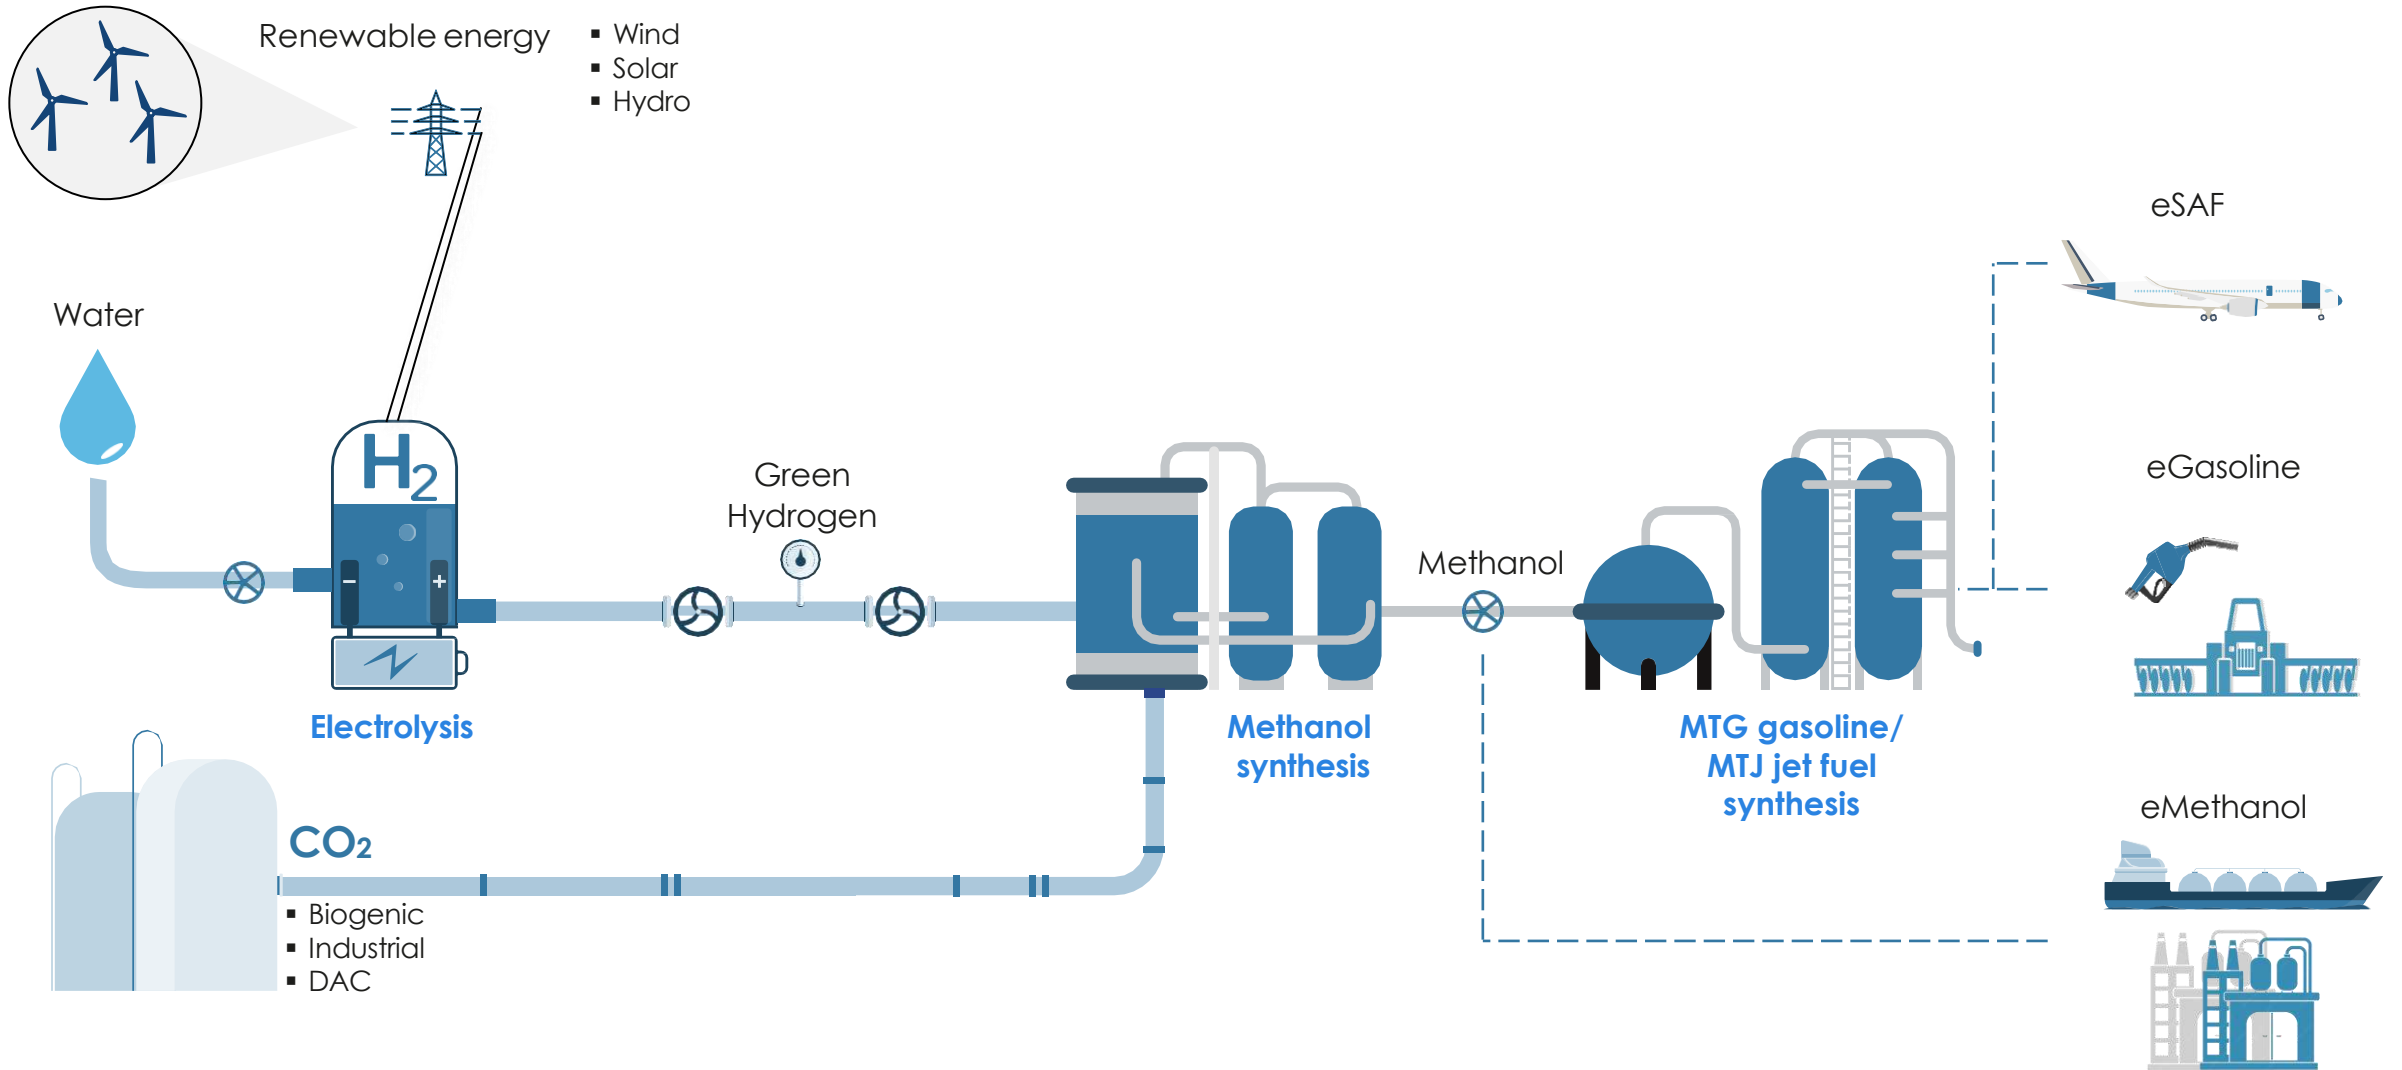 Renewable energy
▪ Wind
▪ Solar
▪ Hydro
eSAF
Water
H2
Green
Hydrogen
eGasoline
Methanol
− +
Electrolysis
Methanol
synthesis
MTG gasoline/
MTJ jet fuel
synthesis
eMethanol
CO2
▪ Biogenic
▪ Industrial
▪ DAC